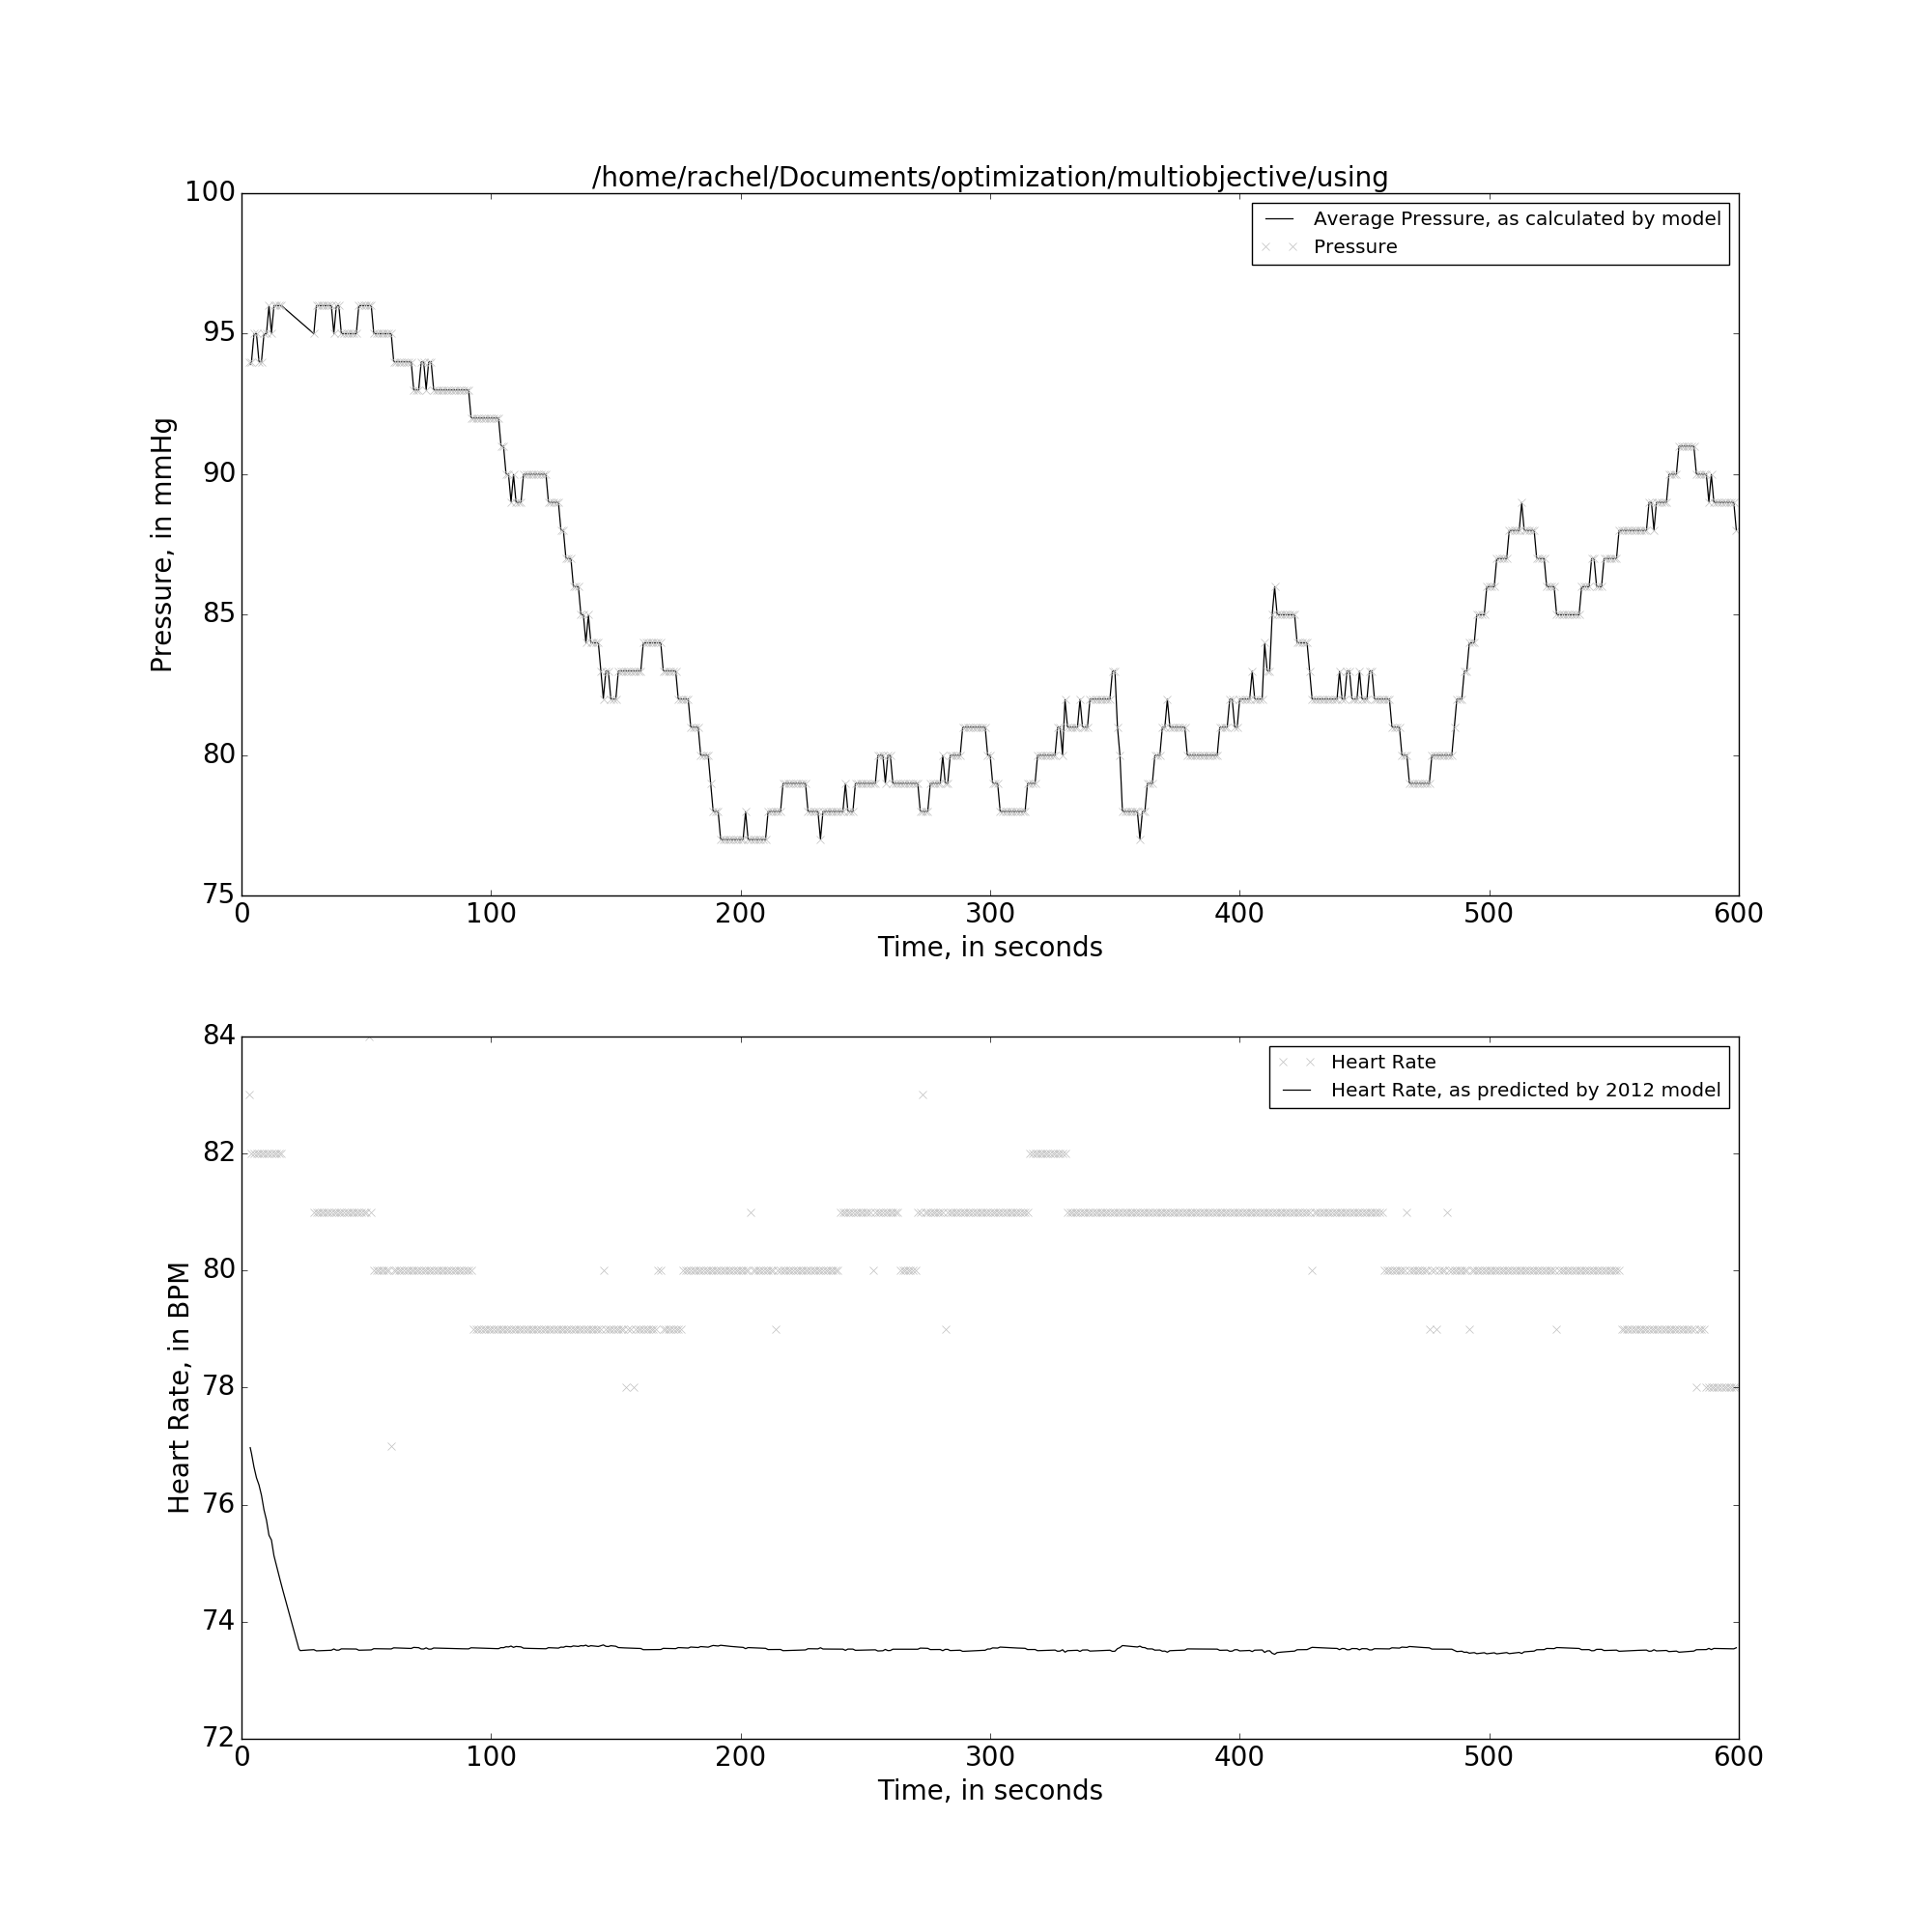 /home/rachel/Documents/optimization/multiobjective/using
100
95
90
85
80
75
Pressure, in mmHg
Average Pressure, as calculated by model
Pressure
0 100 200 300 400 500 600
Time, in seconds
84
82
80
78
76
74
72
Heart Rate, in BPM
Heart Rate
Heart Rate, as predicted by 2012 model
0 100 200 300 400 500 600
Time, in seconds